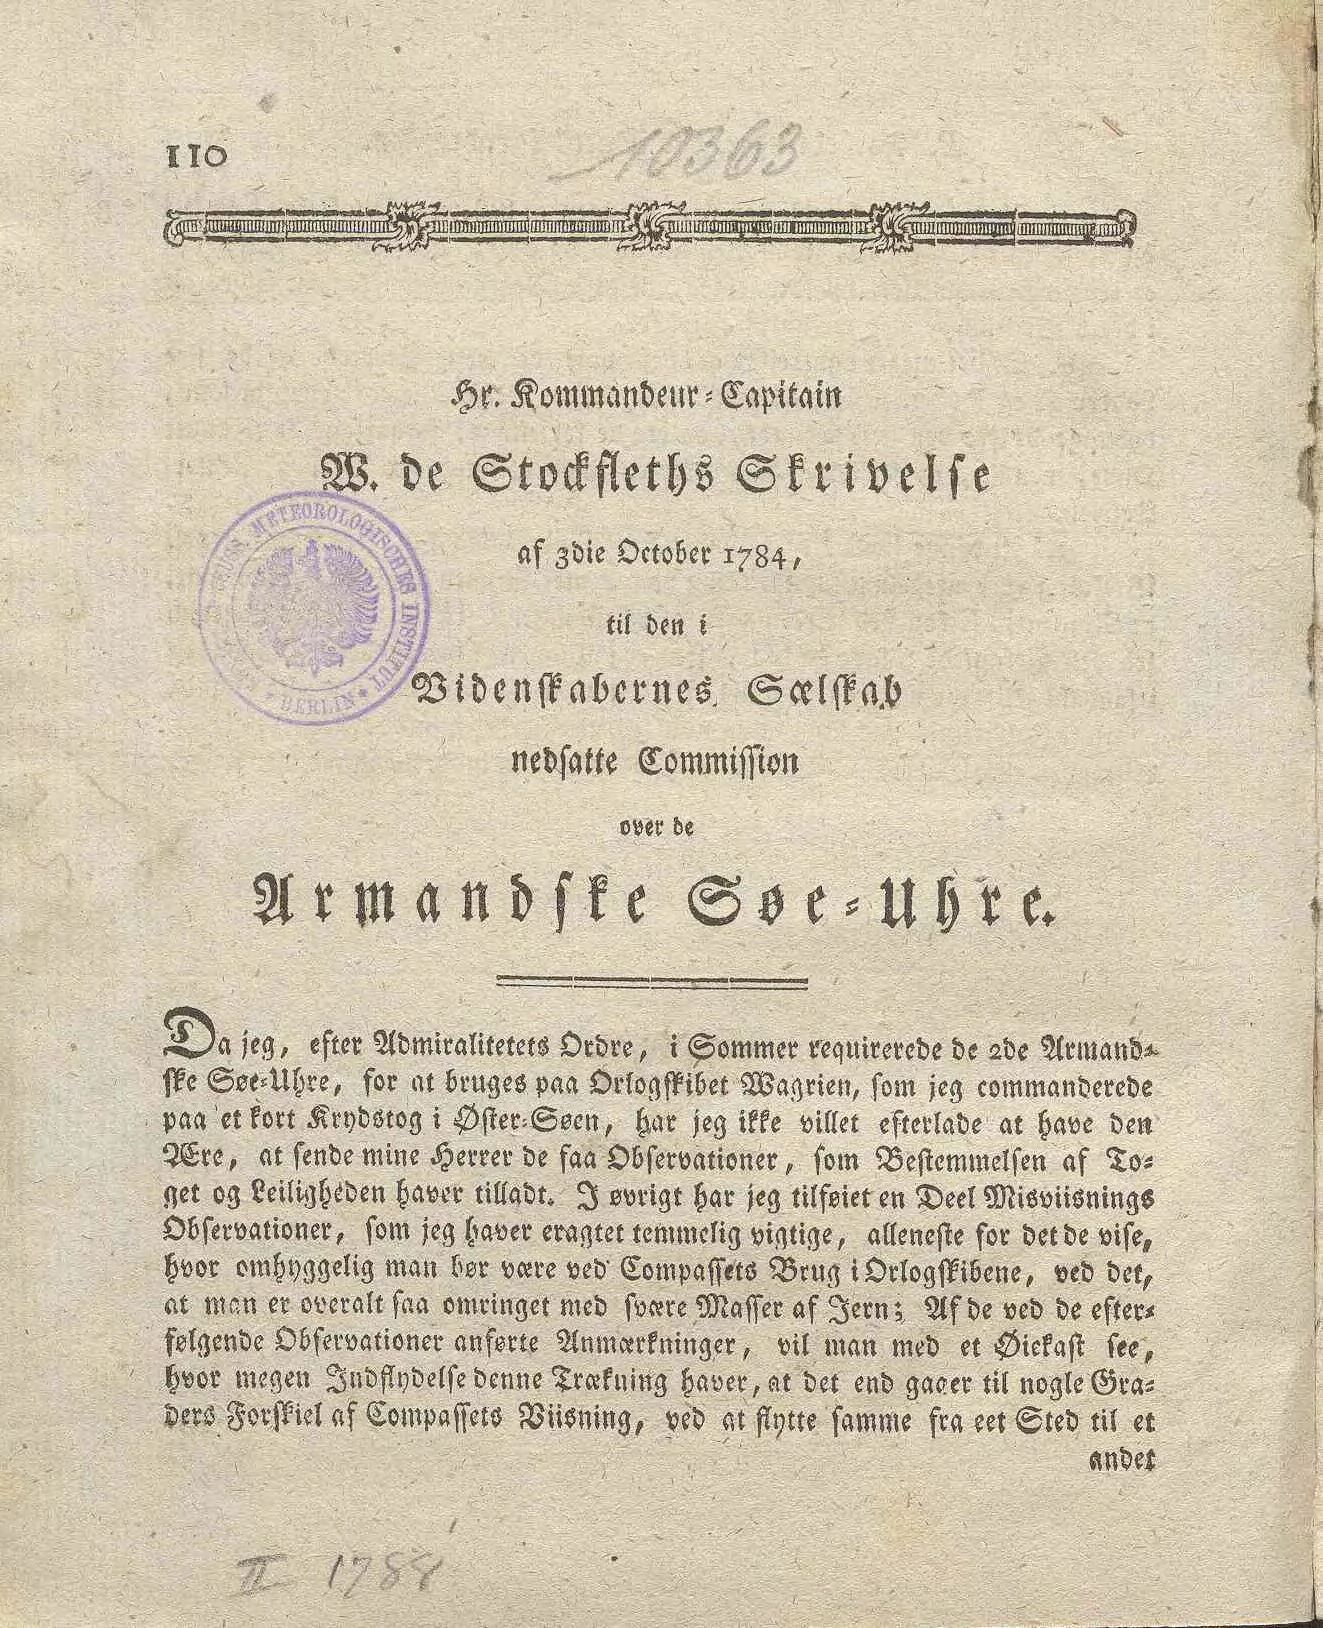 110
10363
Hr. Kommandeur-Capitain
W. de Stockfleths Skrivelse
af 3die October 1784,
til den i
Videnskabernes Sælskab
nedsatte Commission
over de
Armandske Søe-Uhre.
METEOROLOGISCHES INSTITUT
BERLIN
Da jeg, efter Admiralitetets Ordre, i Sommer requirerede de 2de Armand-
ske Søe-Uhre, for at bruges paa Orlogskibet Wagrien, som jeg commanderede
paa et kort Krydstog i Øster-Søen, har jeg ikke villet efterlade at have den
Ære, at sende mine Herrer de faa Observationer, som Bestemmelsen af To-
get og Leiligheden haver tilladt. I øvrigt har jeg tilføiet en Deel Misviisnings
Observationer, som jeg haver eragtet temmelig vigtige, alleneste for det de vise,
hvor omhyggelig man bør være ved Compassets Brug i Orlogskibene, ved det,
at man er overalt saa omringet med svære Masser af Jern; Af de ved de efter-
følgende Observationer anførte Anmærkninger, vil man med et Øiekast see,
hvor megen Indflydelse denne Trækning haver, at det end gaaer til nogle Gra-
ders Forskiel af Compassets Viisning, ved at flytte samme fra eet Sted til et
andet
II 1788